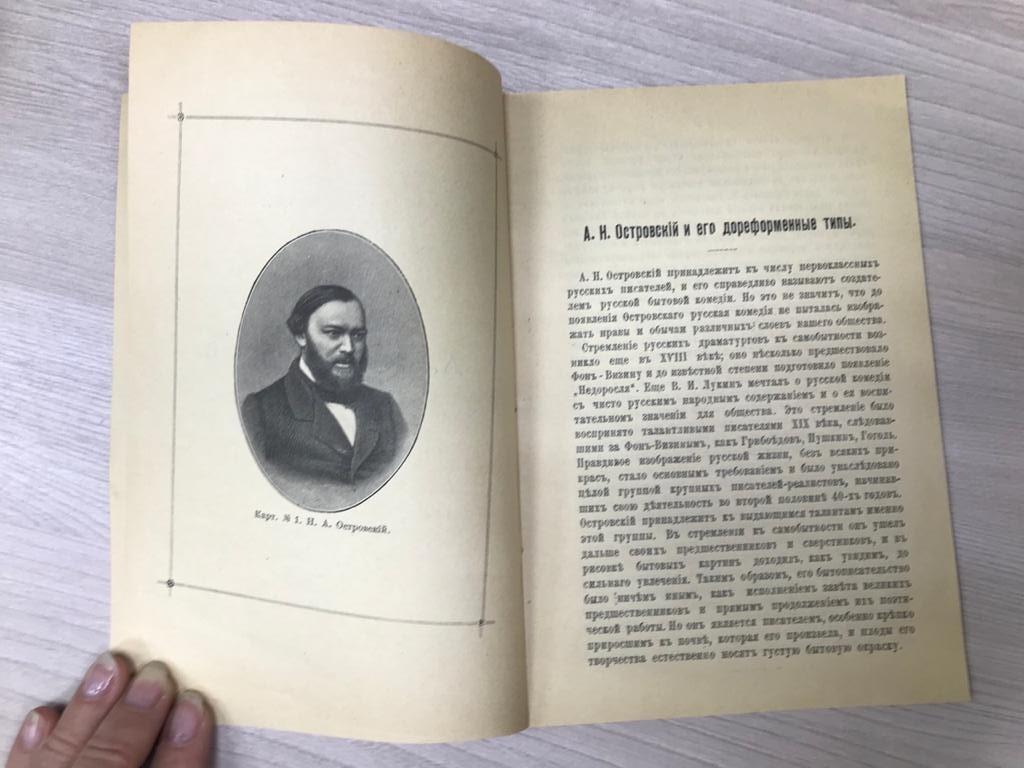 Карт. № 1. Н. А. Островскій.
А. Н. Островскій и его дореформенные типы.
А. Н. Островскій принадлежитъ къ числу первоклассныхъ
русскихъ писателей, и его справедливо называютъ создате-
лемъ русской бытовой комедіи. Но это не значитъ, что до
появленія Островскаго русская комедія не пыталась изобра-
жать нравы и обычаи различныхъ слоевъ нашего общества.
Стремленіе русскихъ драматурговъ къ самобытности воз-
никло еще въ XVIII вѣкѣ; оно нѣсколько предшествовало
Фонъ-Визину и до извѣстной степени подготовило появленіе
„Недоросля“. Еще В. И. Лукинъ мечталъ о русской комедіи
съ чисто русскимъ народнымъ содержаніемъ и о ея воспи-
тательномъ значеніи для общества. Это стремленіе было
воспринято талантливыми писателями XIX вѣка, слѣдовав-
шими за Фонъ-Визинымъ, какъ Грибоѣдовъ, Пушкинъ, Гоголь.
Правдивое изображеніе русской жизни, безъ всякихъ при-
красъ, стало основнымъ требованіемъ и было унаслѣдовано
цѣлой группой крупныхъ писателей-реалистовъ, начинав-
шихъ свою дѣятельность во второй половинѣ 40-хъ годовъ.
Островскій принадлежитъ къ выдающимся талантамъ именно
этой группы. Въ стремленіи къ самобытности онъ ушелъ
дальше своихъ предшественниковъ и сверстниковъ, и въ
рисовкѣ бытовыхъ картинъ доходилъ, какъ увидимъ, до
сильнаго увлеченія. Такимъ образомъ, его бытописательство
было ничѣмъ инымъ, какъ исполненіемъ завѣта великихъ
предшественниковъ и прямымъ продолженіемъ ихъ поэти-
ческой работы. Но онъ является писателемъ, особенно крѣпко
приросшимъ къ почвѣ, которая его произвела, и плоды его
творчества естественно носятъ густую бытовую окраску.